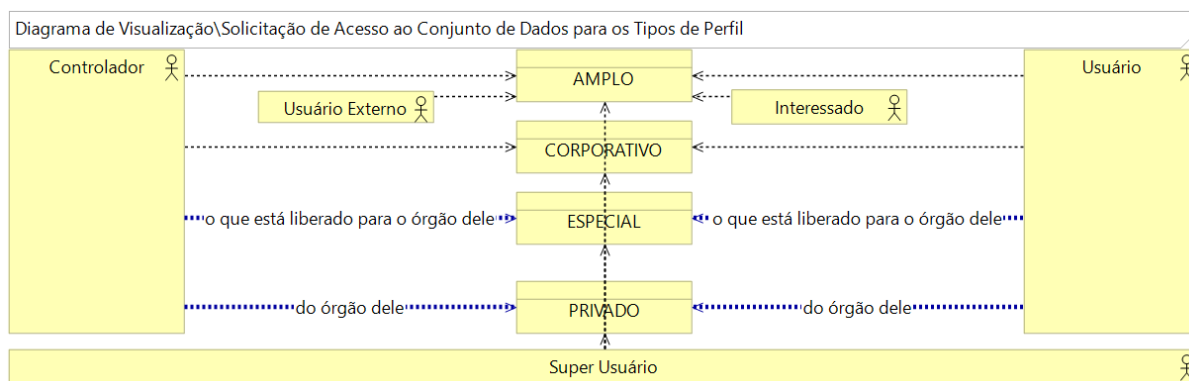 Diagrama de Visualização\Solicitação de Acesso ao Conjunto de Dados para os Tipos de Perfil
Controlador
AMPLO
Usuário
Usuário Externo
Interessado
CORPORATIVO
o que está liberado para o órgão dele
ESPECIAL
o que está liberado para o órgão dele
do órgão dele
PRIVADO
do órgão dele
Super Usuário